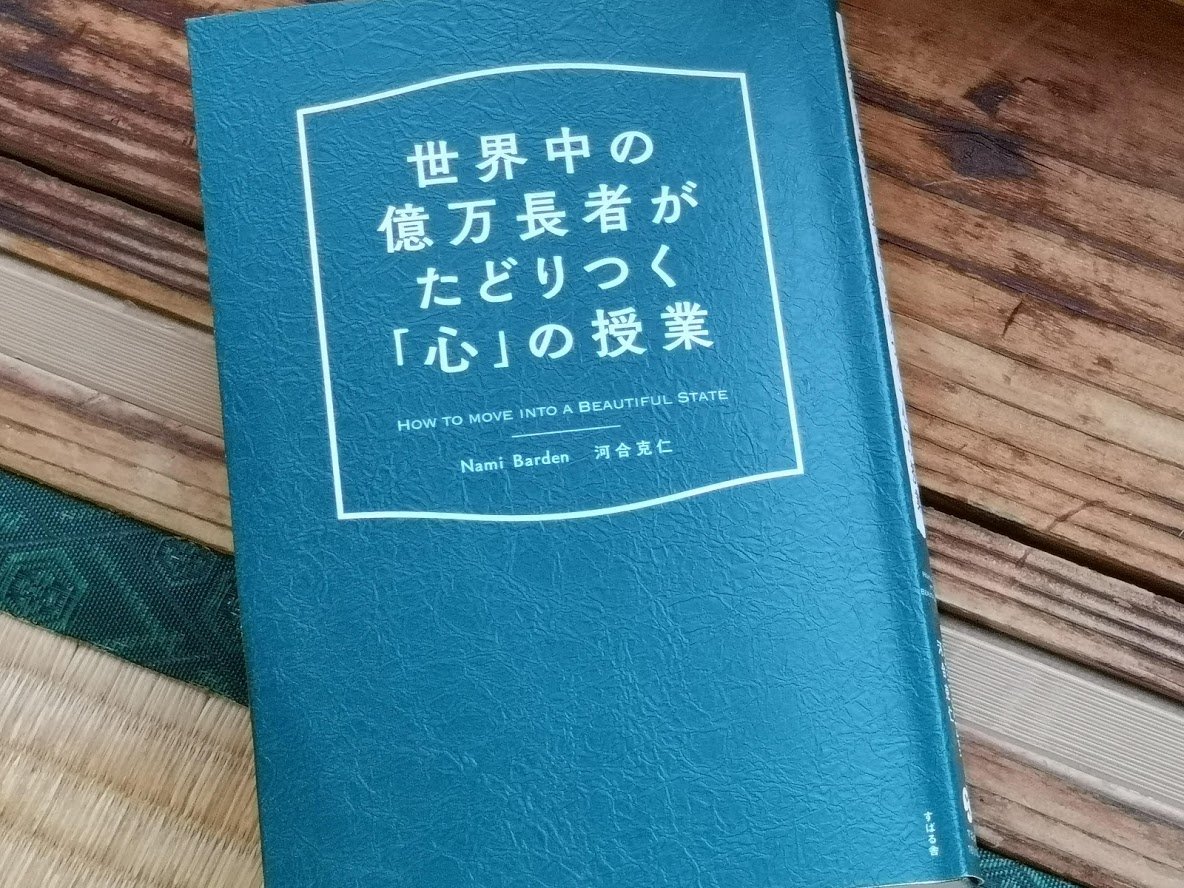 世界中の
億万長者が
たどりつく
「心」の授業
HOW TO MOVE INTO A BEAUTIFUL STATE
Nami Barden 河合克仁
すばる舎